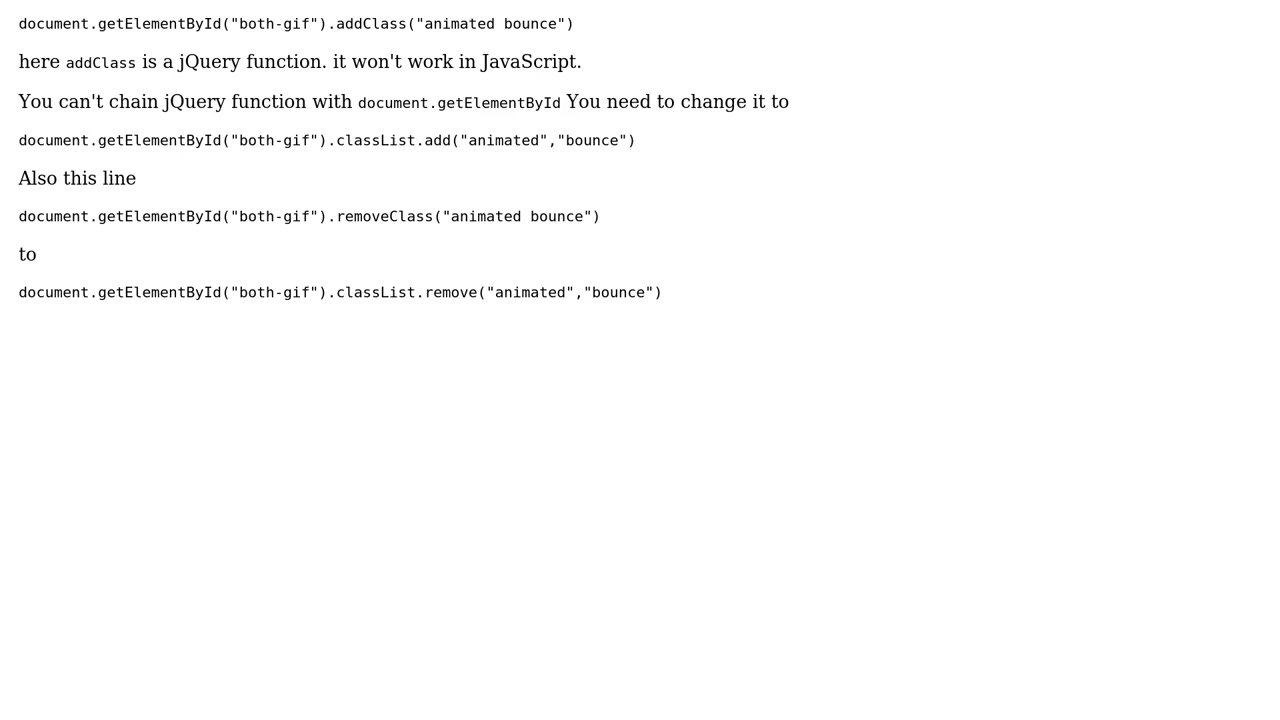 document.getElementById("both-gif").addClass("animated bounce")
here addClass is a jQuery function. it won't work in JavaScript.
You can't chain jQuery function with document.getElementById You need to change it to
document.getElementById("both-gif").classList.add("animated","bounce")
Also this line
document.getElementById("both-gif").removeClass("animated bounce")
to
document.getElementById("both-gif").classList.remove("animated","bounce")